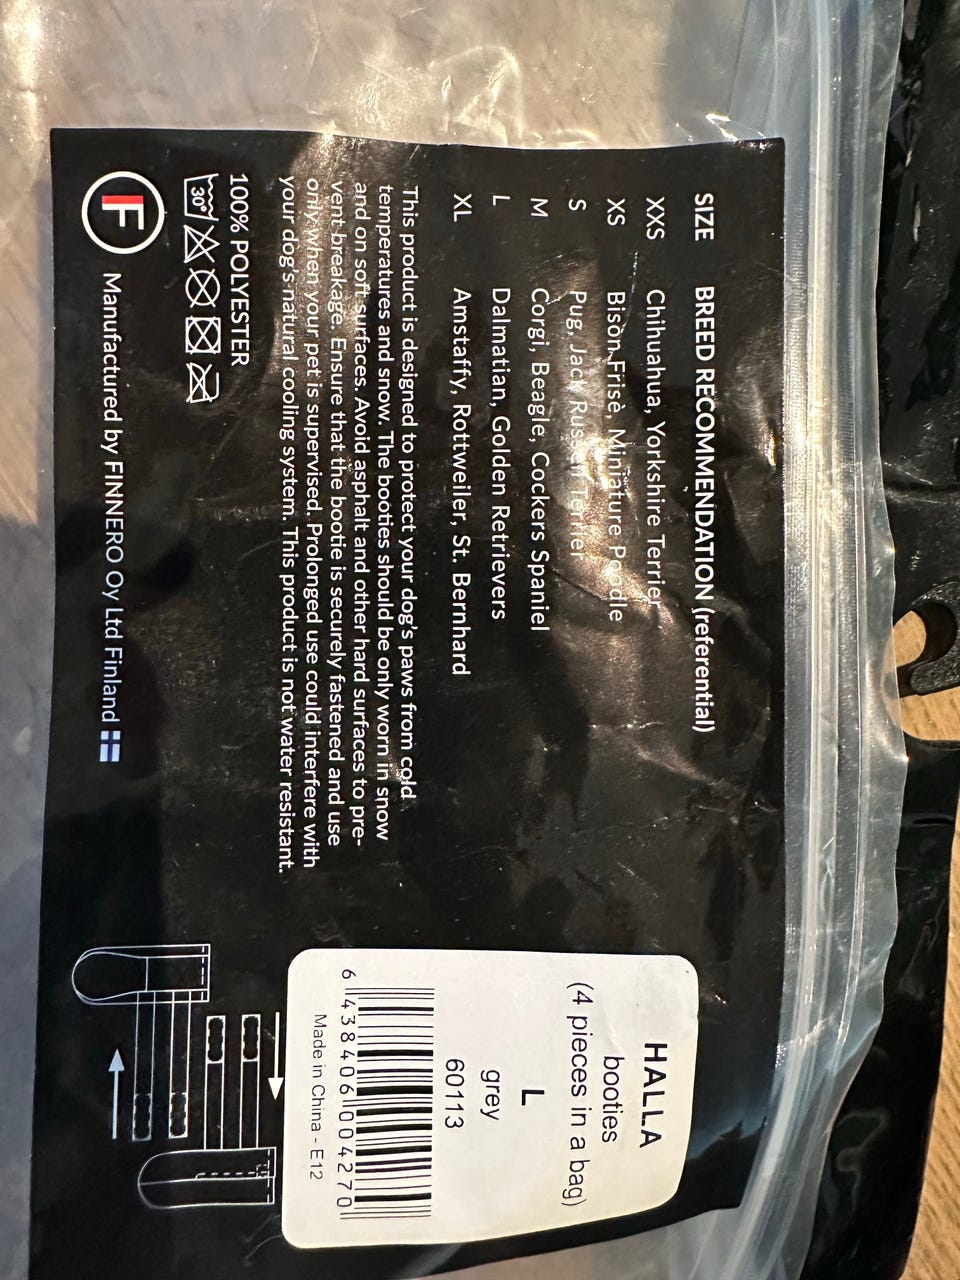 SIZE BREED RECOMMENDATION (referential)
XXS Chihuahua, Yorkshire Terrier
XS Bison Frisè, Miniature Poodle
S Pug, Jack Russell Terrier
M Corgi, Beagle, Cockers Spaniel
L Dalmatian, Golden Retrievers
XL Amstaffy, Rottweiler, St. Bernhard
This product is designed to protect your dog's paws from cold
temperatures and snow. The booties should be only worn in snow
and on soft surfaces. Avoid asphalt and other hard surfaces to pre-
vent breakage. Ensure that the bootie is securely fastened and use
only when your pet is supervised. Prolonged use could interfere with
your dog's natural cooling system. This product is not water resistant.
100% POLYESTER
30°
F Manufactured by FINNERO Oy Ltd Finland
HALLA
booties
(4 pieces in a bag)
L
grey
60113
6 438406 004270
Made in China - E12